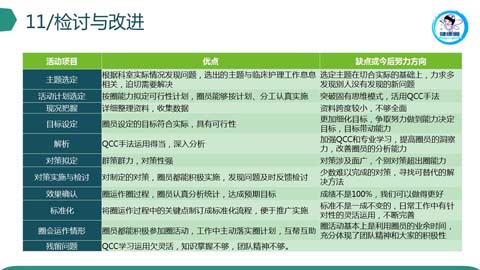 11/检讨与改进
活动项目 优点 缺点或今后努力方向
主题选定 根据科室实际情况发现问题，选出的主题与临床护理工作息息相关，迫切需要解决 选定主题在切合实际的基础上，力求多发现别人没有发现的新问题
活动计划选定 按圈能力拟定可行性计划，圈员能够按计划、分工认真实施 突破固有思维模式，活用QCC手法
现况把握 详细整理资料，收集数据 资料跨度较小，不够全面
目标设定 圈员设定的目标符合实际，具有可行性 更加细化目标，争取努力做到能力决定目标，目标带动能力
解析 QCC手法运用得当，深入分析 加强QCC和专业学习，提高圈员的洞察力，改善圈员的分析能力
对策拟定 群策群力，对策性强 对策涉及面广，个别对策超出圈能力
对策实施与检讨 对制定的对策，圈员都能积极实施，发现问题及时反馈检讨 少数难以完成的对策，寻找可替代的解决方法
效果确认 圈运作圈过程，圈员认真分析统计，达成预期目标 成绩不是100%，我们可以做得更好
标准化 将圈运作过程中的关键点制订成标准化流程，便于推广实施 标准不是一成不变的，日常工作中有针对性的灵活运用，不断完善
圈会运作情形 圈员都能积极参加圈活动，工作中主动落实圈计划，互帮互助 圈活动基本上是利用圈员的业余时间，充分体现了团队精神和大家的积极性
残留问题 QCC学习运用欠灵活，知识掌握不够，团队精神不够。